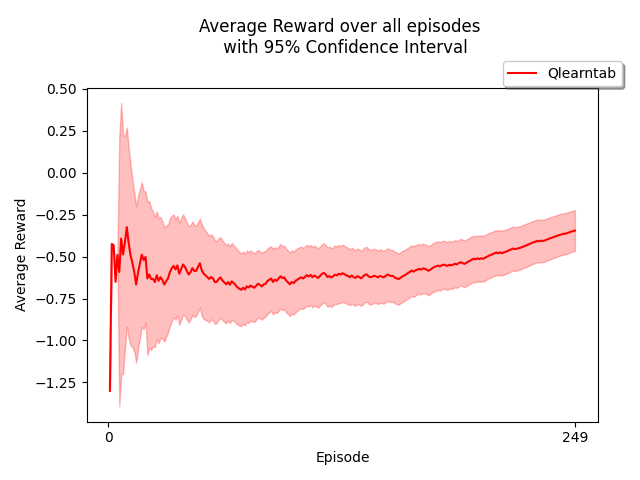 Average Reward over all episodes
with 95% Confidence Interval
Qlearntab
0.50
0.25
0.00
−0.25
−0.50
−0.75
−1.00
−1.25
Average Reward
0 249
Episode